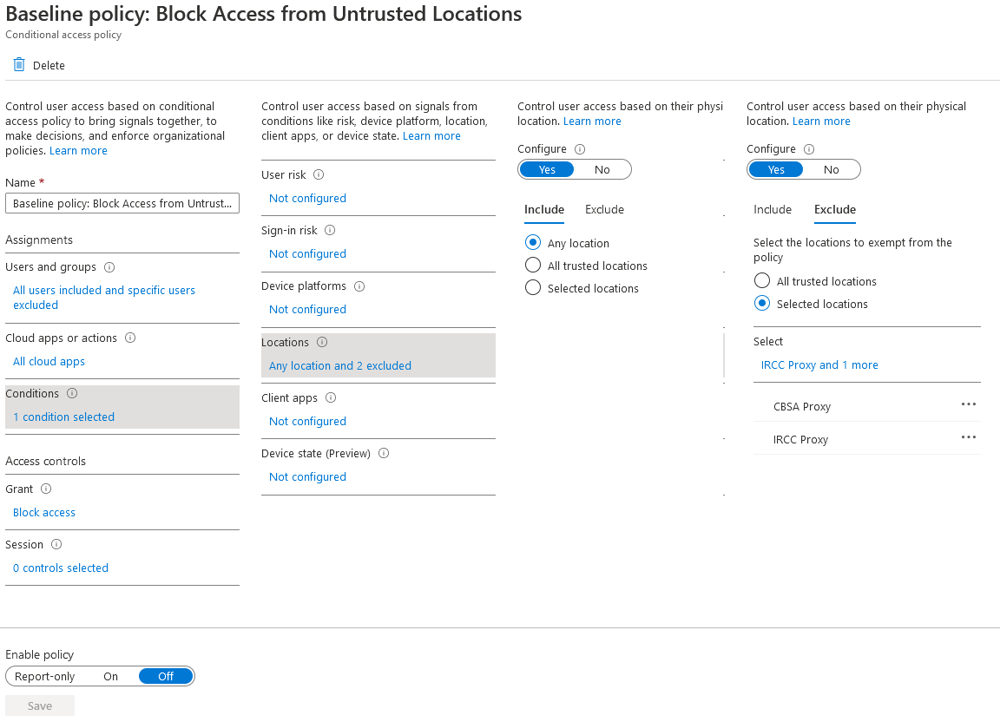 Baseline policy: Block Access from Untrusted Locations
Conditional access policy
Delete
Control user access based on conditional
access policy to bring signals together, to
make decisions, and enforce organizational
policies. Learn more
Name *
Baseline policy: Block Access from Untrust...
Assignments
Users and groups
All users included and specific users
excluded
Cloud apps or actions
All cloud apps
Conditions
1 condition selected
Access controls
Grant
Block access
Session
0 controls selected
Control user access based on signals from
conditions like risk, device platform, location,
client apps, or device state. Learn more
User risk
Not configured
Sign-in risk
Not configured
Device platforms
Not configured
Locations
Any location and 2 excluded
Client apps
Not configured
Device state (Preview)
Not configured
Control user access based on their physi
location. Learn more
Configure
Yes No
Include Exclude
Any location
All trusted locations
Selected locations
Control user access based on their physical
location. Learn more
Configure
Yes No
Include Exclude
Select the locations to exempt from the
policy
All trusted locations
Selected locations
Select
IRCC Proxy and 1 more
CBSA Proxy
IRCC Proxy
Enable policy
Report-only On Off
Save